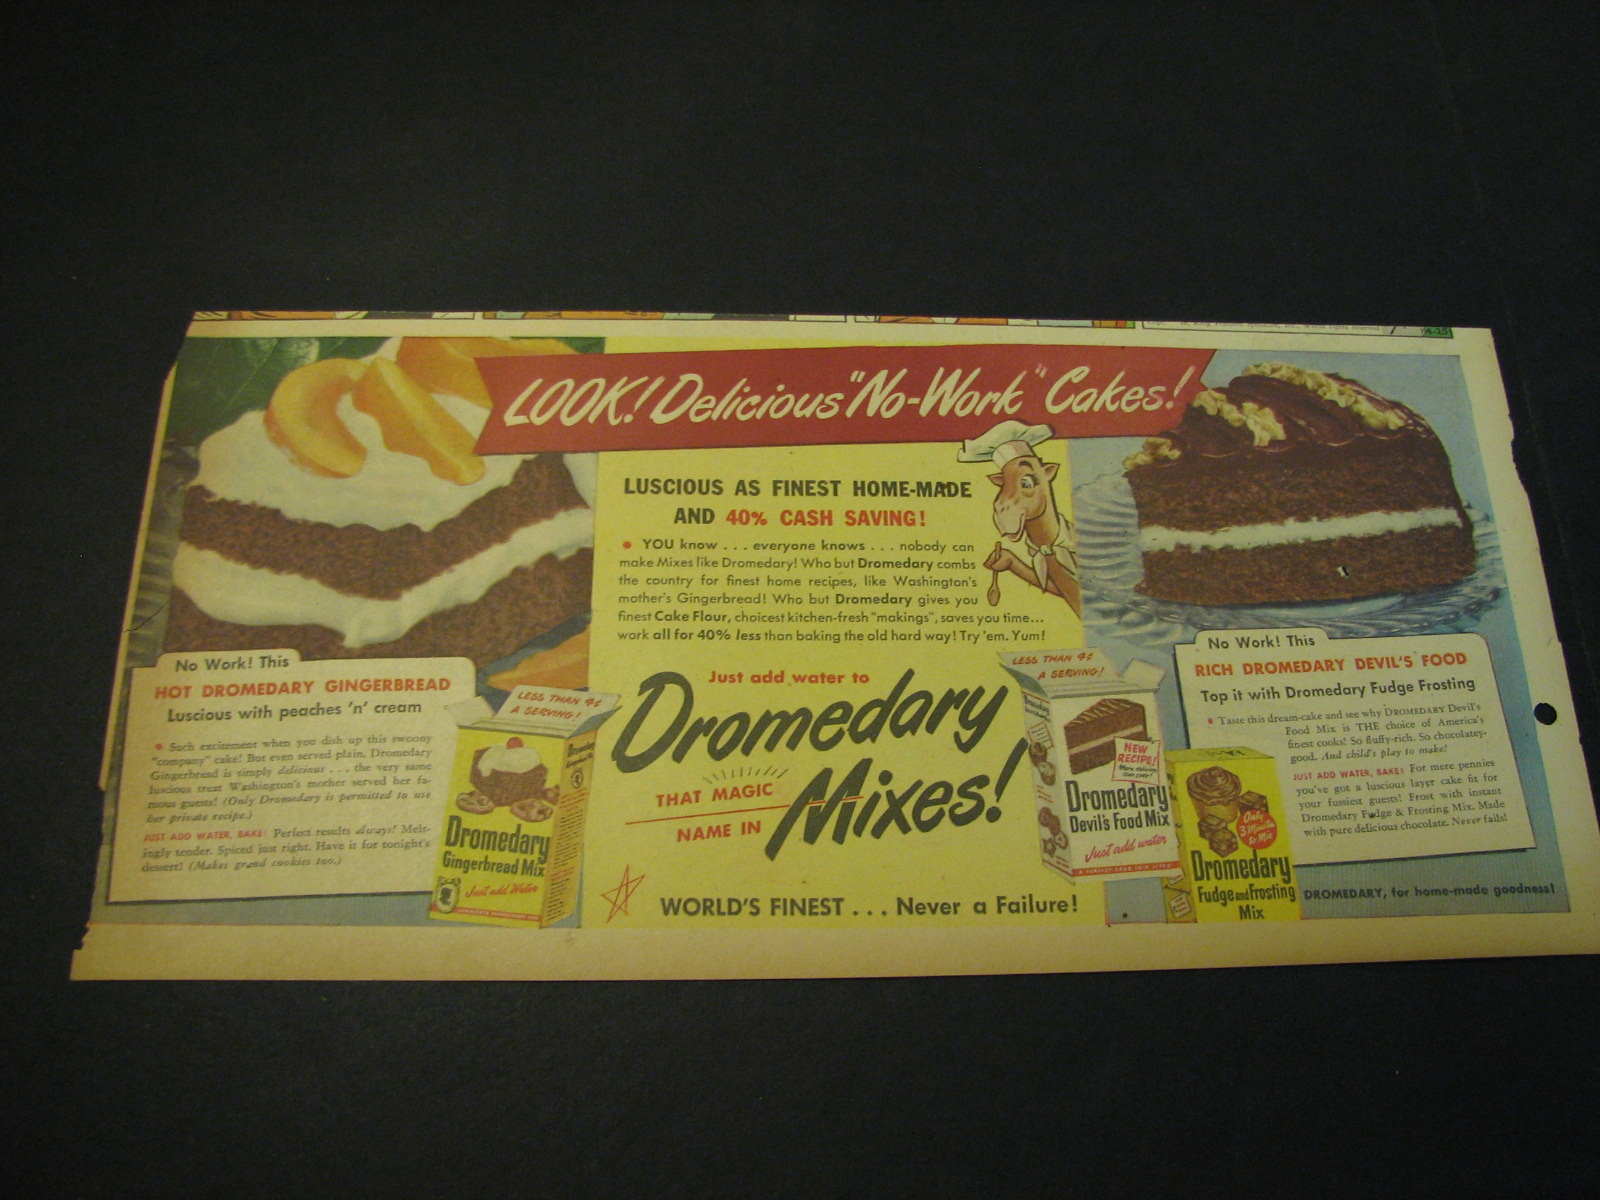 4-25
LOOK! Delicious "No-Work" Cakes!
LUSCIOUS AS FINEST HOME-MADE
AND 40% CASH SAVING!
• YOU know . . . everyone knows . . . nobody can
make Mixes like Dromedary! Who but Dromedary combs
the country for finest home recipes, like Washington's
mother's Gingerbread! Who but Dromedary gives you
finest Cake Flour, choicest kitchen-fresh "makings", saves you time...
work all for 40% less than baking the old hard way! Try 'em. Yum!
Just add water to
Dromedary
Mixes!
THAT MAGIC
NAME IN
WORLD'S FINEST . . . Never a Failure!
No Work! This
HOT DROMEDARY GINGERBREAD
Luscious with peaches 'n' cream
• Such excitement when you dish up this swoony
"company" cake! But even served plain, Dromedary
Gingerbread is simply delicious . . . the very same
luscious treat Washington's mother served her fa-
mous guests! (Only Dromedary is permitted to use
her private recipe.)
JUST ADD WATER, BAKE! Perfect results always! Melt-
ingly tender. Spiced just right. Have it for tonight's
dessert! (Makes grand cookies too.)
LESS THAN 4¢
A SERVING!
Dromedary
Gingerbread Mix
Just add Water
LESS THAN 4¢
A SERVING!
NEW
RECIPE!
Dromedary
Devil's Food Mix
Just add water
No Work! This
RICH DROMEDARY DEVIL'S FOOD
Top it with Dromedary Fudge Frosting
• Taste this dream-cake and see why DROMEDARY Devil's
Food Mix is THE choice of America's
finest cooks! So fluffy-rich. So chocolatey-
good. And child's play to make!
JUST ADD WATER, BAKE! For mere pennies
you've got a luscious layer cake fit for
your fussiest guests! Frost with instant
Dromedary Fudge & Frosting Mix. Made
with pure delicious chocolate. Never fails!
Only
3 Minutes
To Mix
Dromedary
Fudge and Frosting
Mix
DROMEDARY, for home-made goodness!